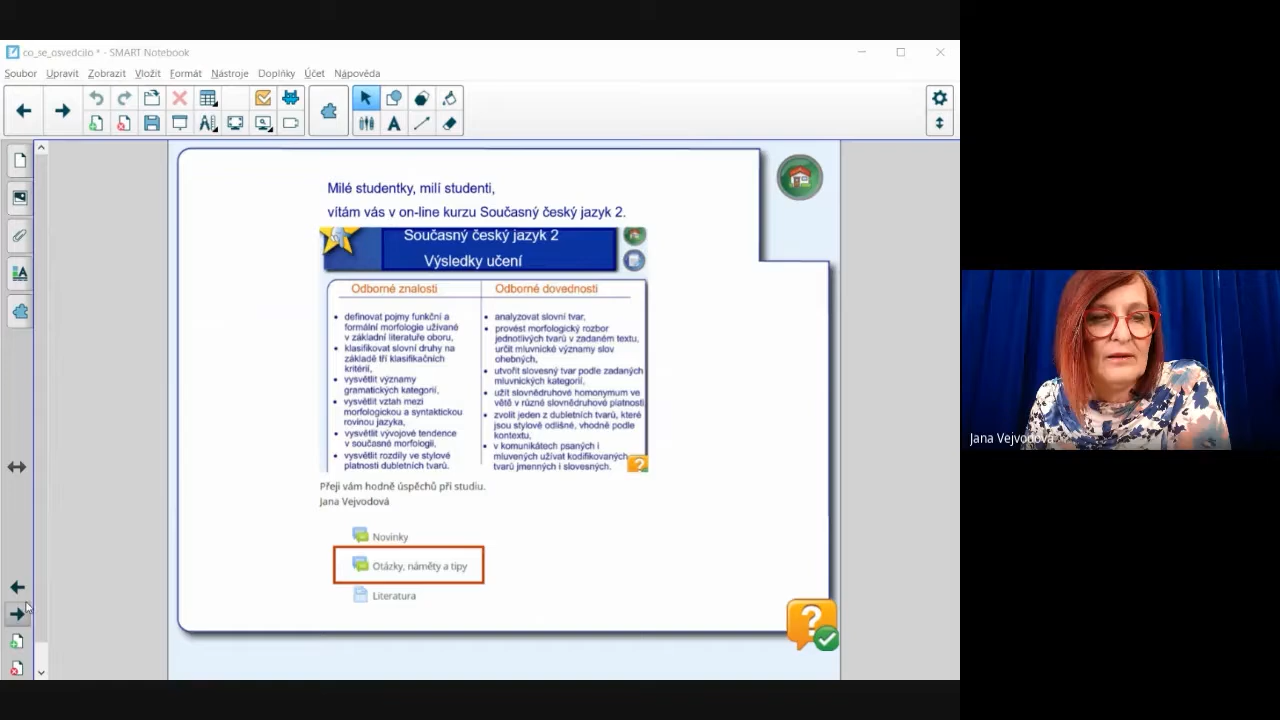 co_se_osvedcilo * - SMART Notebook
Soubor Upravit Zobrazit Vložit Formát Nástroje Doplňky Účet Nápověda
Milé studentky, milí studenti,
vítám vás v on-line kurzu Současný český jazyk 2.
Současný český jazyk 2
Výsledky učení
Odborné znalosti
definovat pojmy funkční a
formální morfologie užívané
v základní literatuře oboru,
klasifikovat slovní druhy na
základě tří klasifikačních
kritérií,
vysvětlit významy
gramatických kategorií,
vysvětlit vztah mezi
morfologickou a syntaktickou
rovinou jazyka,
vysvětlit vývojové tendence
v současné morfologii,
vysvětlit rozdíly ve stylové
platnosti dubletních tvarů.
Odborné dovednosti
analyzovat slovní tvar,
provést morfologický rozbor
jednotlivých tvarů v zadaném textu,
určit mluvnické významy slov
ohebných,
utvořit slovesný tvar podle zadaných
mluvnických kategorií,
užít slovnědruhové homonymum ve
větě v různé slovnědruhové platnosti
zvolit jeden z dubletních tvarů, které
jsou stylově odlišné, vhodně podle
kontextu,
v komunikátech psaných i
mluvených užívat kodifikovaných
tvarů jmenných i slovesných.
Přeji vám hodně úspěchů při studiu.
Jana Vejvodová
Novinky
Otázky, náměty a tipy
Literatura
Jana Vejvodová